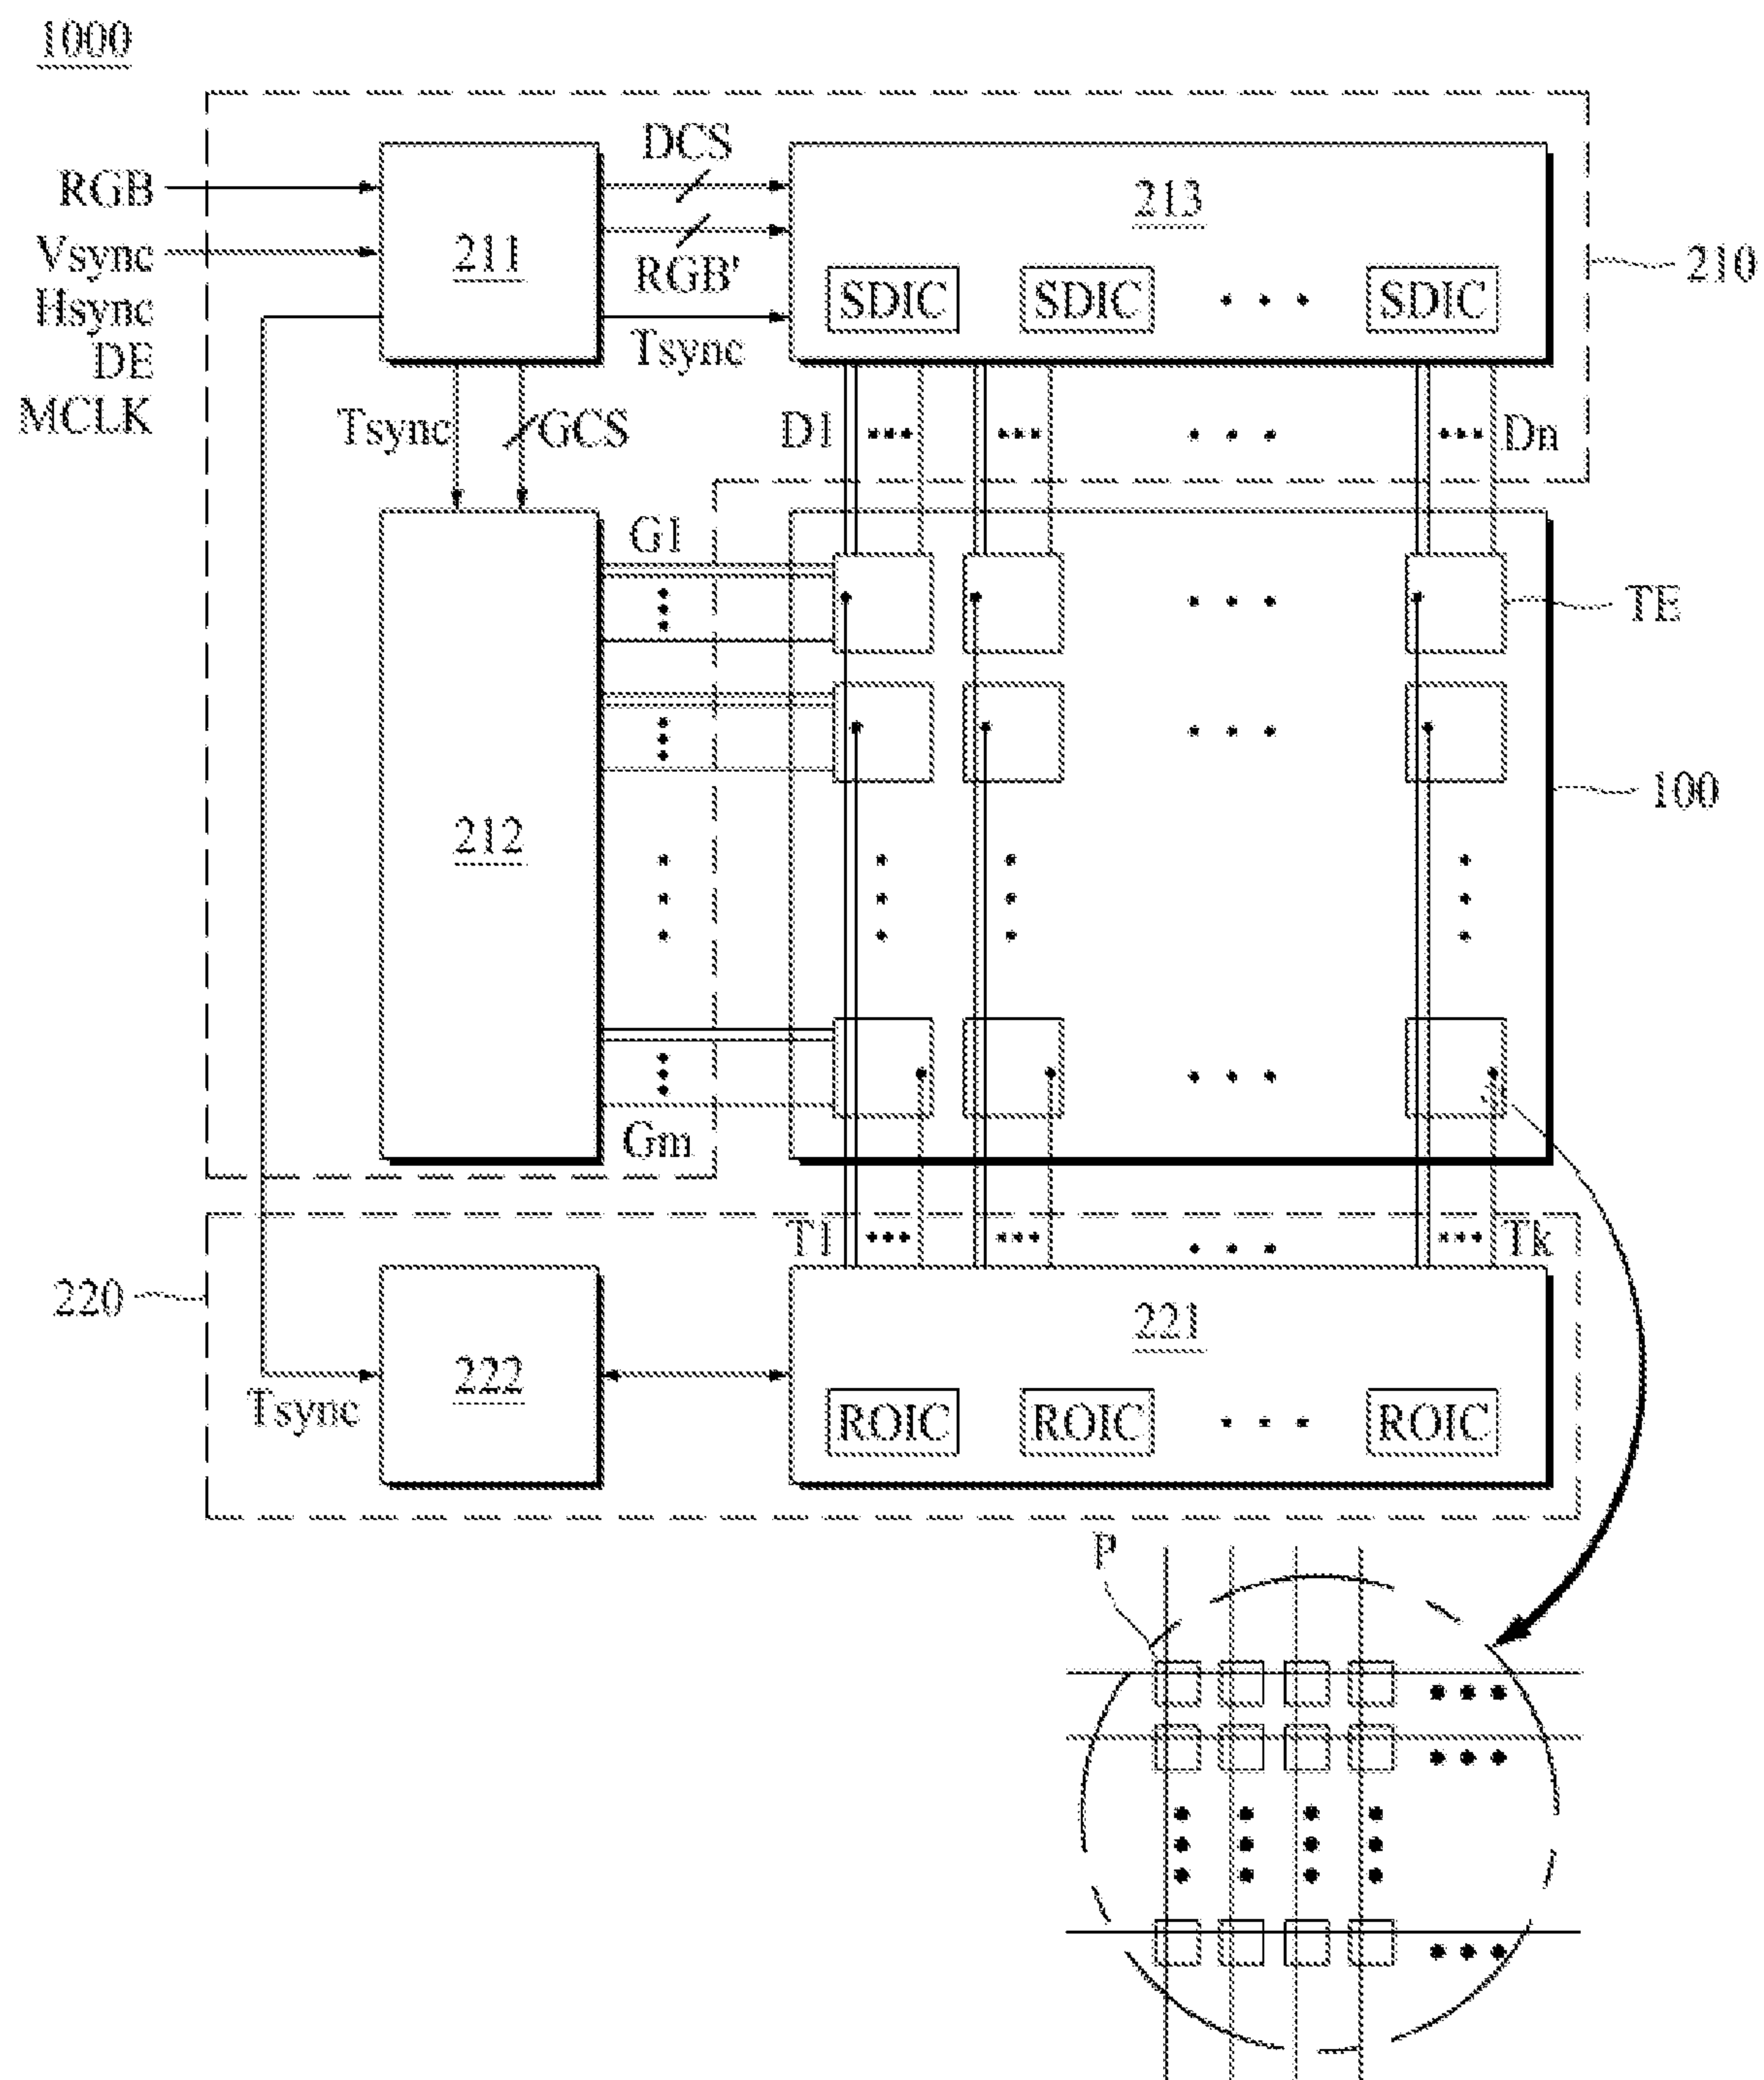 1000
RGB
Vsync
Hsync
DE
MCLK
211
DCS
RGB'
Tsync
213
SDIC SDIC SDIC
210
Tsync
GCS
D1
Dn
G1
TE
212
100
Gm
T1
Tk
220
222
221
Tsync
ROIC ROIC ROIC
P